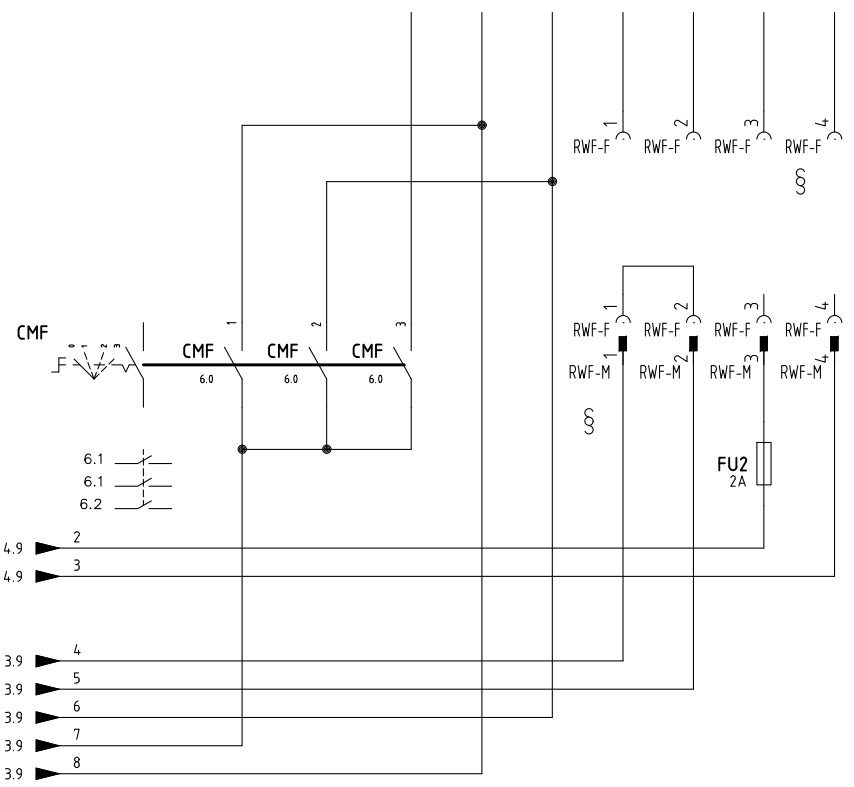 1 2 3 4
RWF-F RWF-F RWF-F RWF-F
§
1 2 3 4
1 2 3
CMF
0 1 2 3
CMF CMF CMF
6.0 6.0 6.0
RWF-F RWF-F RWF-F RWF-F
1 2 3 4
RWF-M RWF-M RWF-M RWF-M
§
6.1
6.1
6.2
FU2
2A
4.9 2
4.9 3
3.9 4
3.9 5
3.9 6
3.9 7
3.9 8